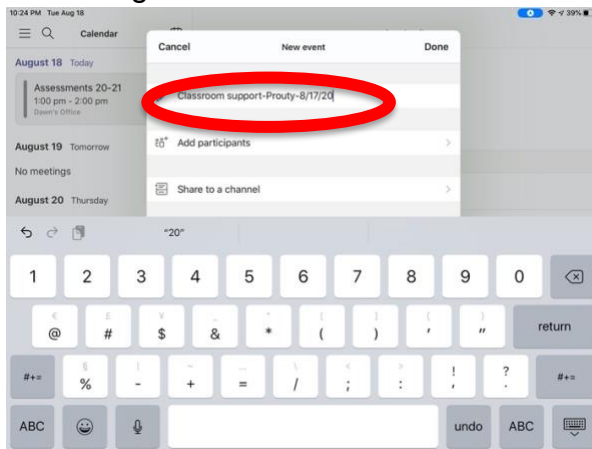 10:24 PM Tue Aug 18
39%
Calendar
Cancel New event Done
August 18 Today
Assessments 20-21
1:00 pm - 2:00 pm
Dawn's Office
Classroom support-Prouty-8/17/20
August 19 Tomorrow
Add participants
No meetings
Share to a channel
August 20 Thursday
"20"
1 2 3 4 5 6 7 8 9 0
€ £ ¥ _ ^ [ ] { }
@ # $ & * ( ) ' " return
§ | ~ … \ < > ! ?
#+= % - + = / ; : , . #+=
ABC undo ABC